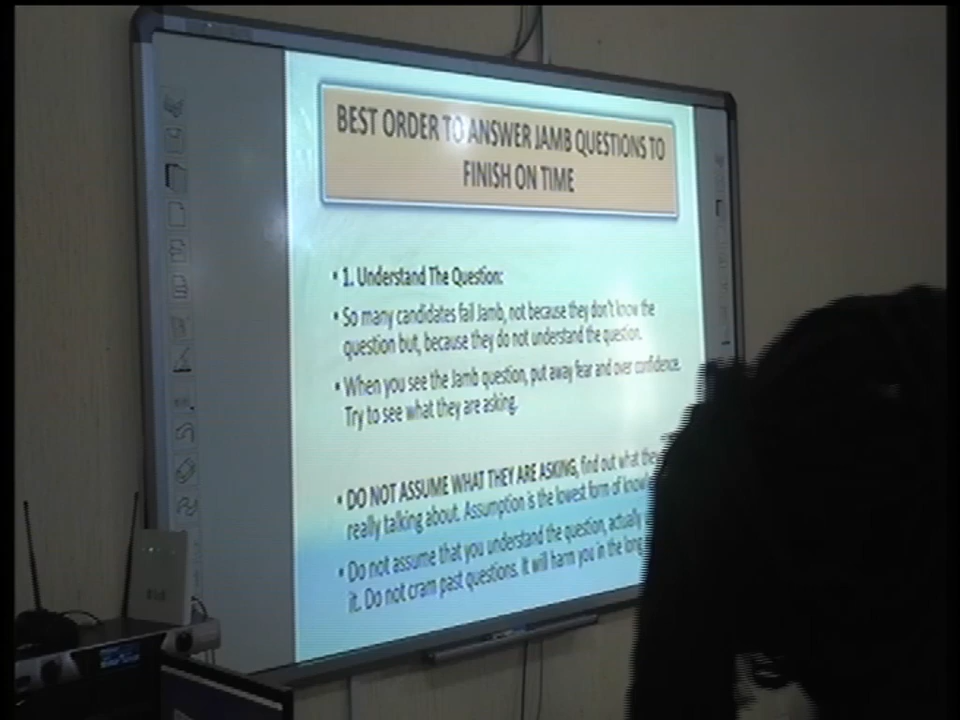 BEST ORDER TO ANSWER JAMB QUESTIONS TO
FINISH ON TIME
• 1. Understand The Question:
• So many candidates fail Jamb, not because they don't know the
question but, because they do not understand the question.
• When you see the Jamb question, put away fear and over confidence.
Try to see what they are asking.
• DO NOT ASSUME WHAT THEY ARE ASKING, find out what they
really talking about. Assumption is the lowest form of
• Do not assume that you understand the question, actually
it. Do not cram past questions. It will harm you in the long